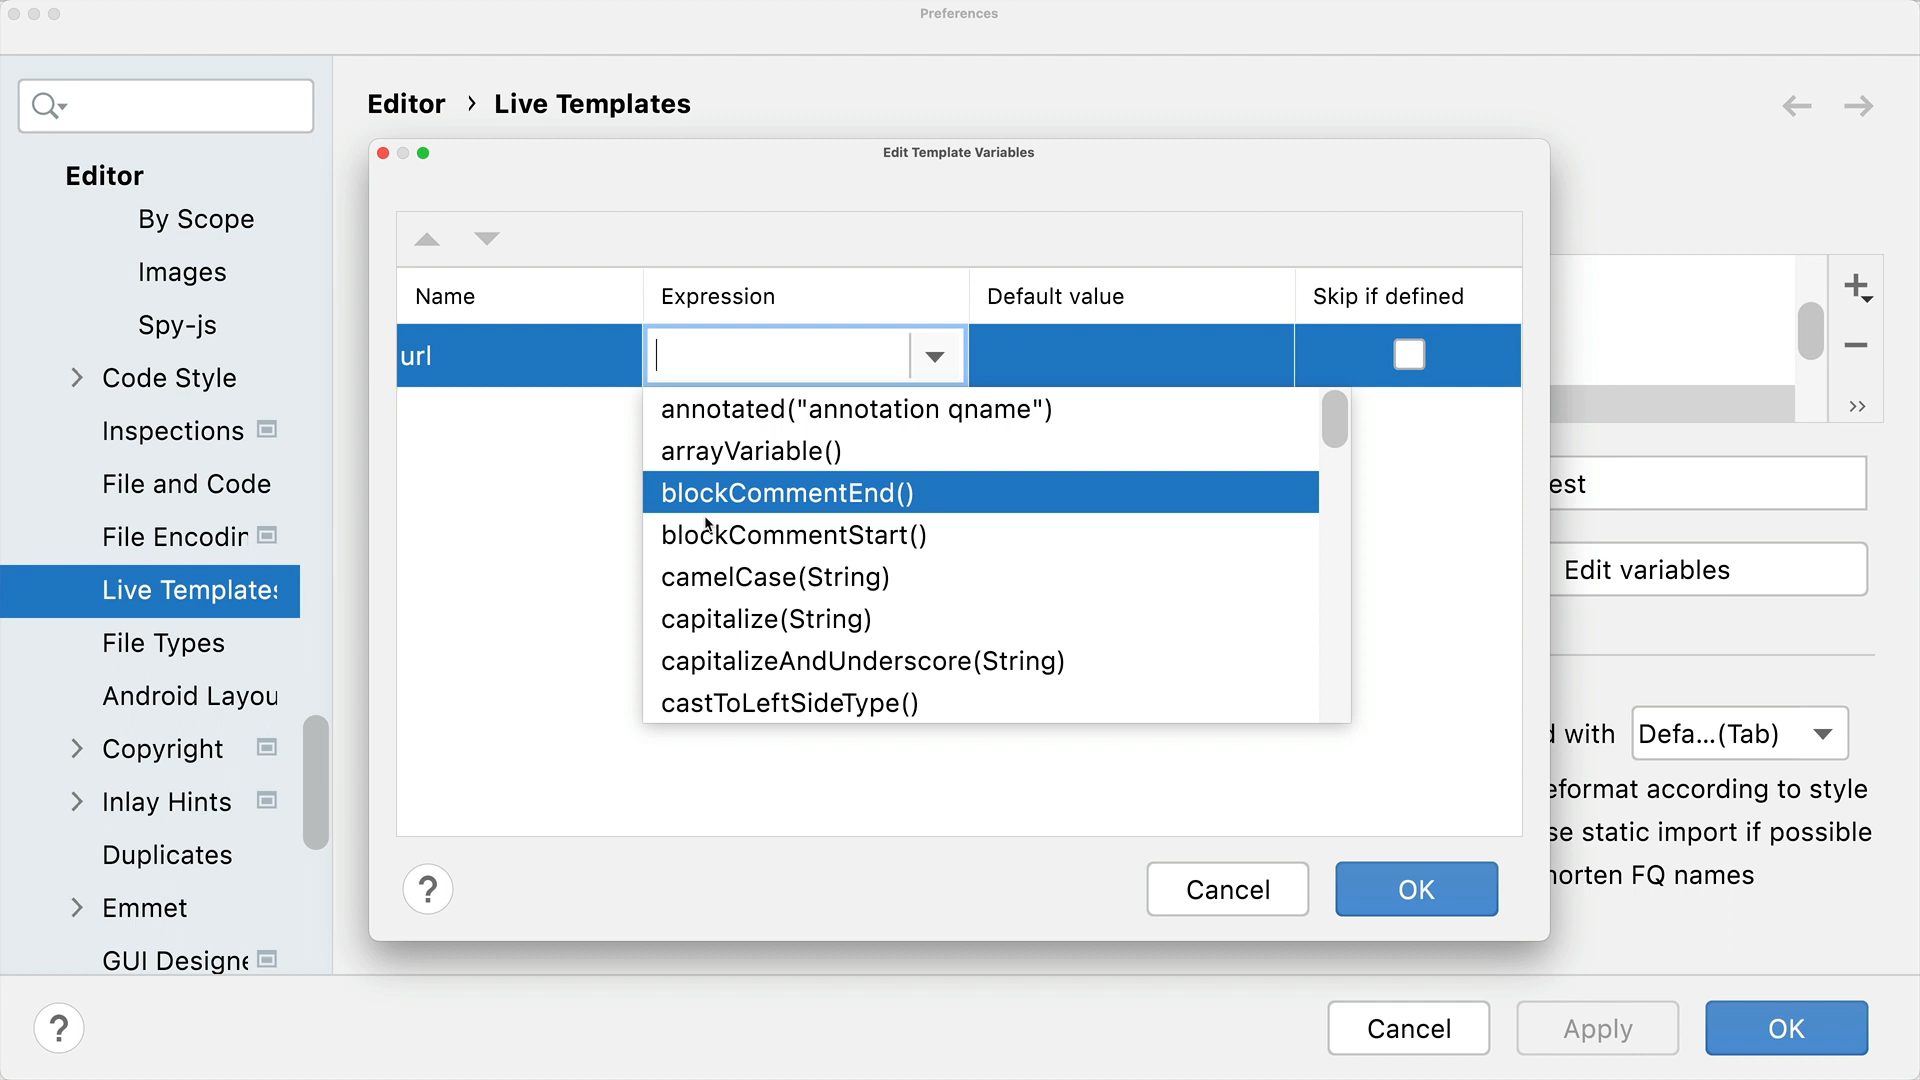 Preferences
Editor › Live Templates
Editor
By Scope
Images
Spy-js
Code Style
Inspections
File and Code
File Encodin
Live Templates
File Types
Android Layou
Copyright
Inlay Hints
Duplicates
Emmet
GUI Designe
Edit Template Variables
Name Expression Default value Skip if defined
url
annotated("annotation qname")
arrayVariable()
blockCommentEnd()
blockCommentStart()
camelCase(String)
capitalize(String)
capitalizeAndUnderscore(String)
castToLeftSideType()
? Cancel OK
est
Edit variables
d with Defa...(Tab)
eformat according to style
se static import if possible
horten FQ names
? Cancel Apply OK